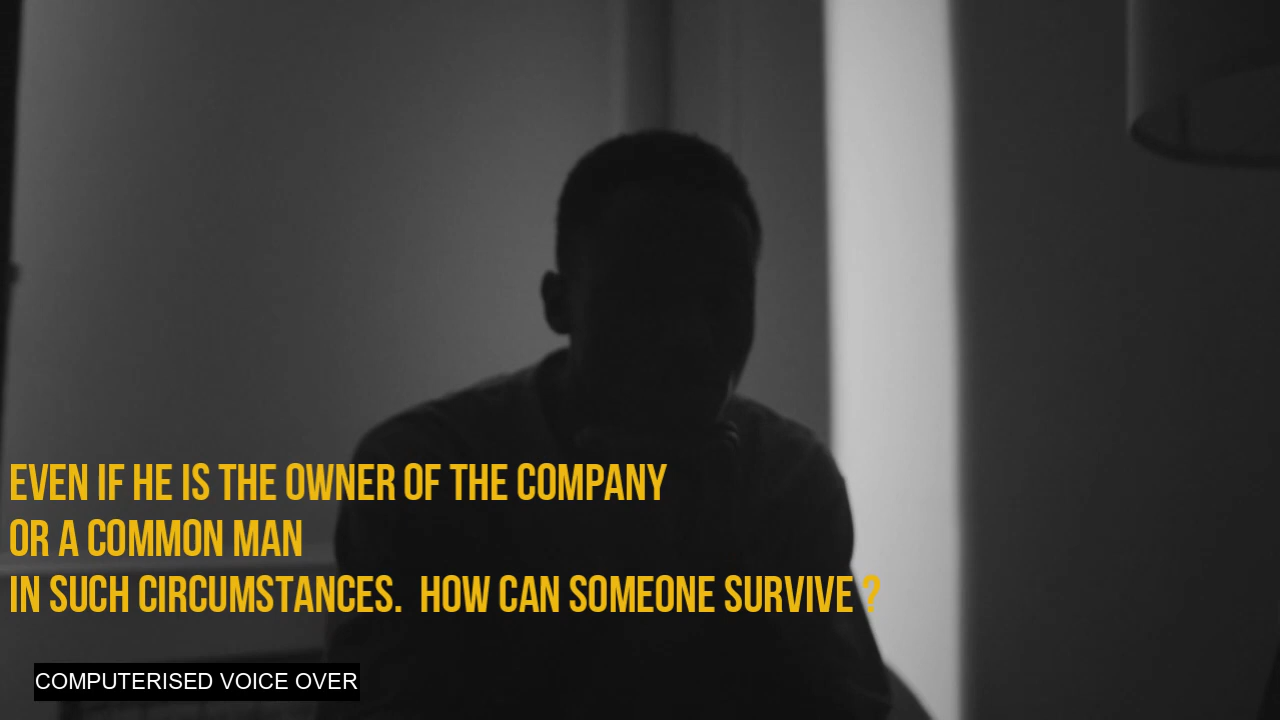 EVEN IF HE IS THE OWNER OF THE COMPANY
OR A COMMON MAN
IN SUCH CIRCUMSTANCES.  HOW CAN SOMEONE SURVIVE ?
COMPUTERISED VOICE OVER